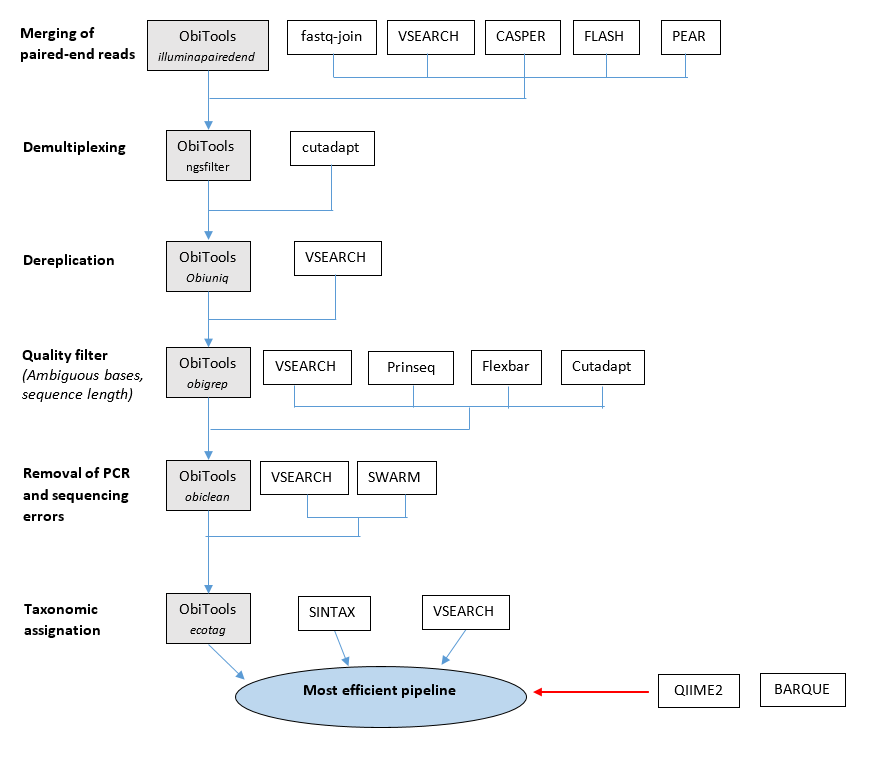 Merging of
paired-end reads
ObiTools
illuminapairedend
fastq-join
VSEARCH
CASPER
FLASH
PEAR
Demultiplexing
ObiTools
ngsfilter
cutadapt
Dereplication
ObiTools
Obiuniq
VSEARCH
Quality filter
(Ambiguous bases,
sequence length)
ObiTools
obigrep
VSEARCH
Prinseq
Flexbar
Cutadapt
Removal of PCR
and sequencing
errors
ObiTools
obiclean
VSEARCH
SWARM
Taxonomic
assignation
ObiTools
ecotag
SINTAX
VSEARCH
Most efficient pipeline
QIIME2
BARQUE